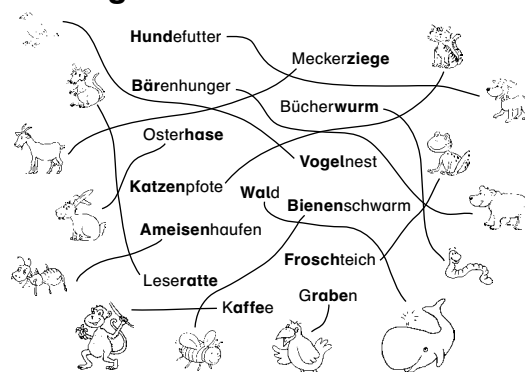 Hundefutter
Meckerziege
Bärenhunger
Bücherwurm
Osterhase
Vogelnest
Katzenpfote
Wald
Bienenschwarm
Ameisenhaufen
Froschteich
Leseratte
Graben
Kaffee